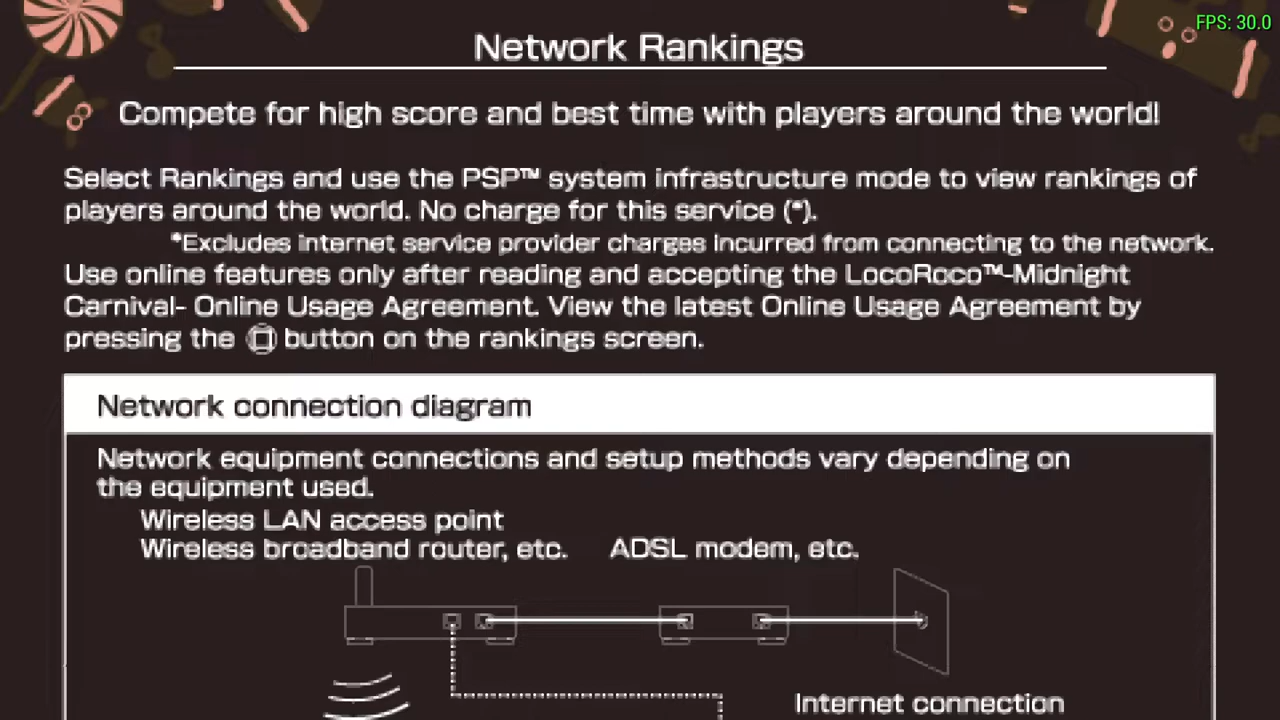 FPS: 30.0
Network Rankings
Compete for high score and best time with players around the world!
Select Rankings and use the PSP™ system infrastructure mode to view rankings of
players around the world. No charge for this service (*).
*Excludes internet service provider charges incurred from connecting to the network.
Use online features only after reading and accepting the LocoRoco™-Midnight
Carnival- Online Usage Agreement. View the latest Online Usage Agreement by
pressing the button on the rankings screen.
Network connection diagram
Network equipment connections and setup methods vary depending on
the equipment used.
Wireless LAN access point
Wireless broadband router, etc. ADSL modem, etc.
Internet connection